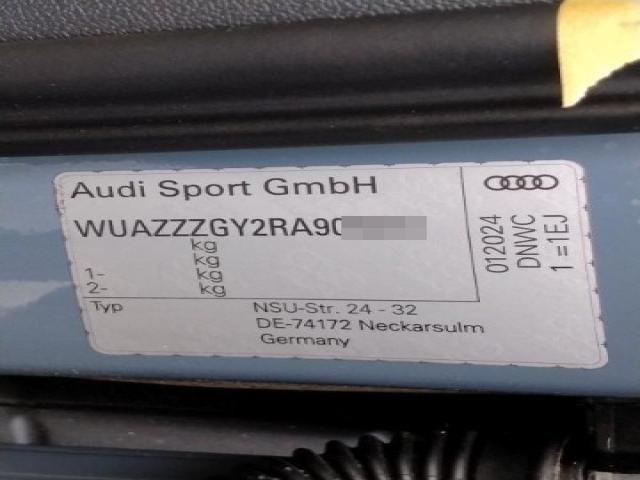 Audi Sport GmbH
WUAZZZGY2RA90
kg
kg
1- kg
2- kg
Typ
NSU-Str. 24 - 32
DE-74172 Neckarsulm
Germany
012024
DNWC
1 =1EJ